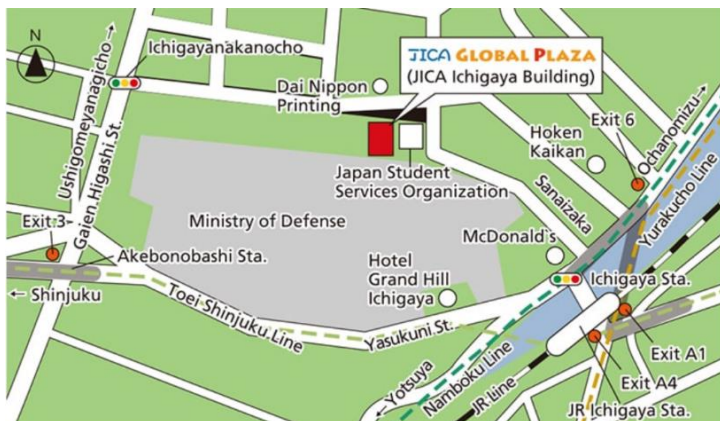 N
Ichigayanakanocho
JICA GLOBAL PLAZA
(JICA Ichigaya Building)
Dai Nippon
Printing
Ushigomeyanagicho
Gaien Higashi St.
Exit 6
Ochanomizu
Hoken
Kaikan
Japan Student
Services Organization
Sanaizaka
Yurakucho Line
Exit 3
Ministry of Defense
McDonald's
Akebonobashi Sta.
Hotel
Grand Hill
Ichigaya
Ichigaya Sta.
← Shinjuku
Toei Shinjuku Line
Yasukuni St.
Exit A1
Yotsuya
Namboku Line
JR Line
Exit A4
JR Ichigaya Sta.